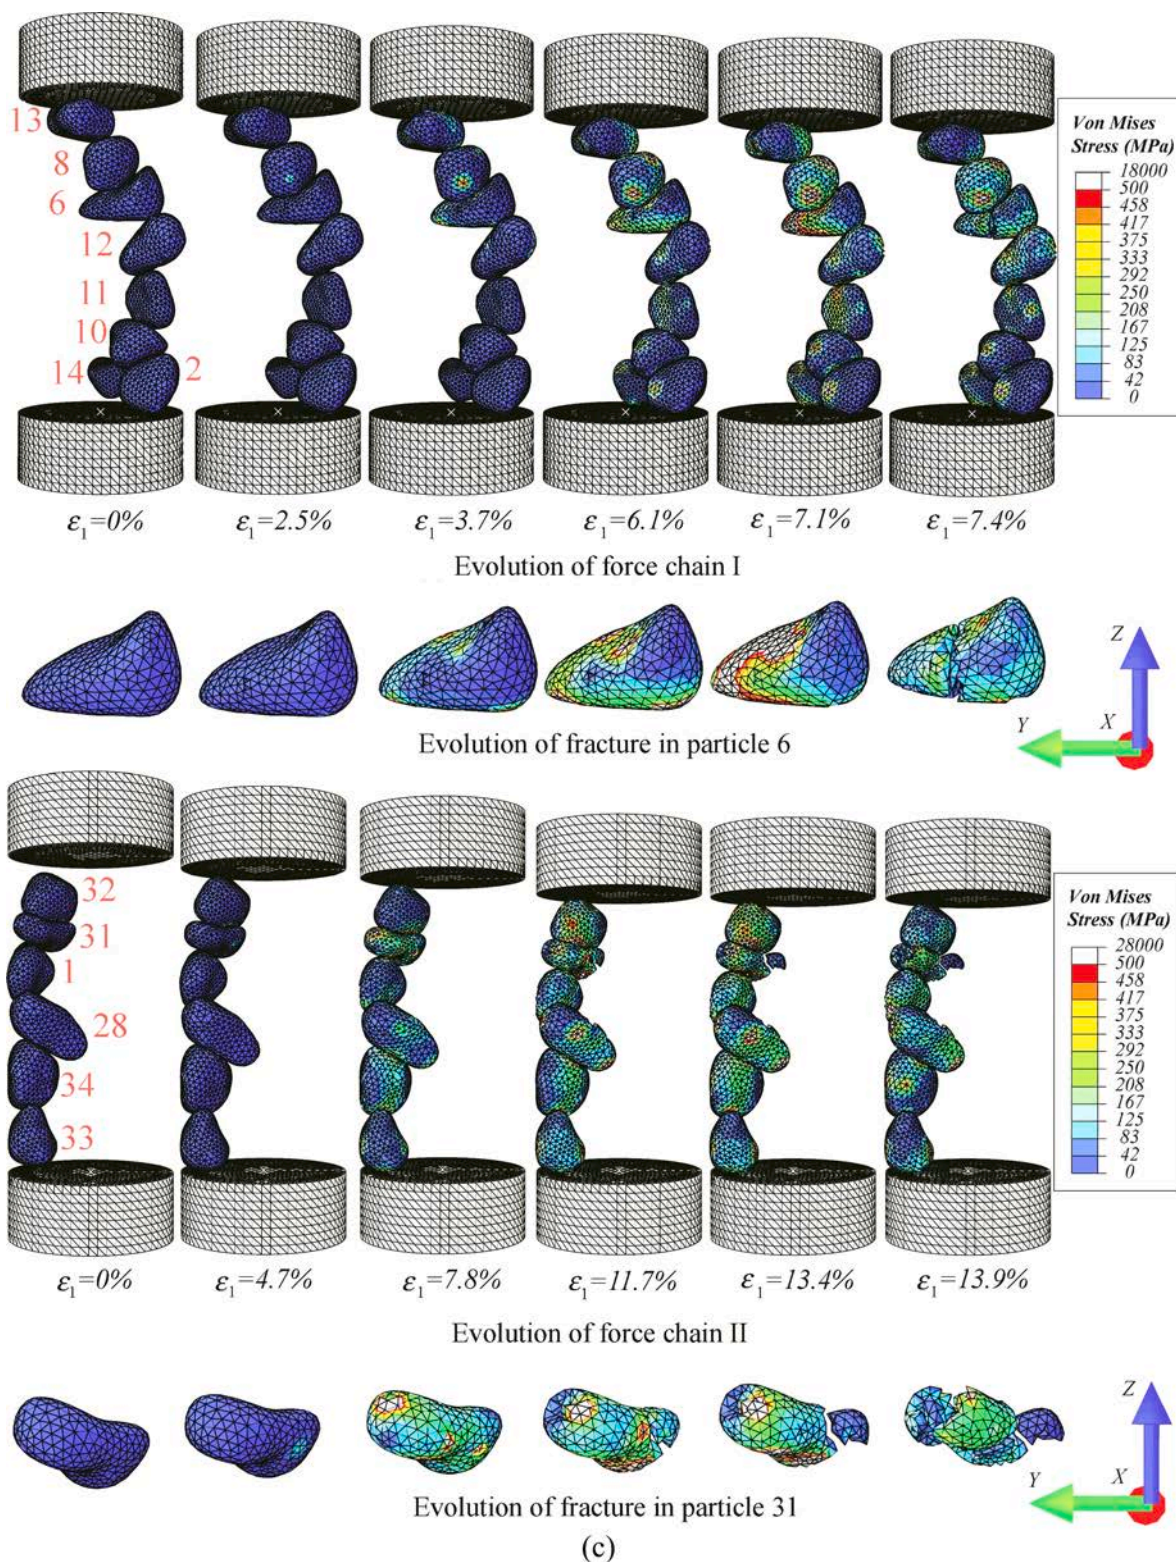 13
8
6
12
11
10
14
2
Von Mises
Stress (MPa)
18000
500
458
417
375
333
292
250
208
167
125
83
42
0
ε₁=0%
ε₁=2.5%
ε₁=3.7%
ε₁=6.1%
ε₁=7.1%
ε₁=7.4%
Evolution of force chain I
Z
Y
X
Evolution of fracture in particle 6
32
31
1
28
34
33
Von Mises
Stress (MPa)
28000
500
458
417
375
333
292
250
208
167
125
83
42
0
ε₁=0%
ε₁=4.7%
ε₁=7.8%
ε₁=11.7%
ε₁=13.4%
ε₁=13.9%
Evolution of force chain II
Z
Y
X
Evolution of fracture in particle 31
(c)